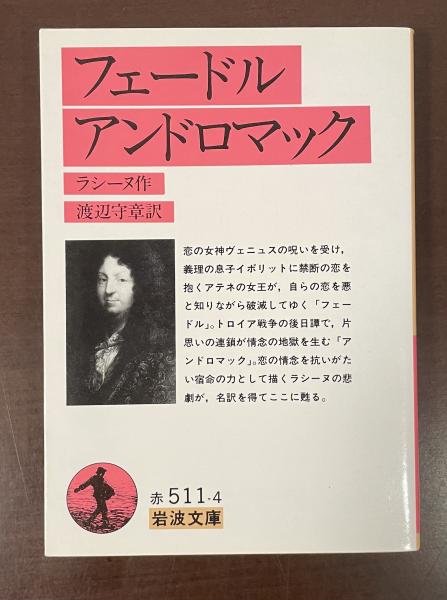 フェードル
アンドロマック
ラシーヌ作
渡辺守章訳
恋の女神ヴェニュスの呪いを受け，
義理の息子イポリットに禁断の恋を
抱くアテネの女王が，自らの恋を悪
と知りながら破滅してゆく「フェー
ドル」。トロイア戦争の後日譚で，片
思いの連鎖が情念の地獄を生む「ア
ンドロマック」。恋の情念を抗いがた
い宿命の力として描くラシーヌの悲
劇が，名訳を得てここに甦る。
赤511-4
岩波文庫